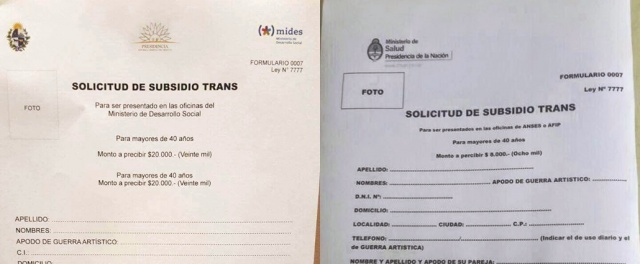 PRESIDENCIA
mides
Ministerio
de Desarrollo Social
FORMULARIO 0007
Ley N° 7777
FOTO
SOLICITUD DE SUBSIDIO TRANS
Para ser presentado en las oficinas del
Ministerio de Desarrollo Social
Para mayores de 40 años
Monto a precibir $20.000.- (Veinte mil)
Para mayores de 40 años
Monto a precibir $20.000.- (Veinte mil)
APELLIDO:
NOMBRES:
APODO DE GUERRA ARTISTICO:
C.I.
DOMICILIO
Ministerio de
Salud
Presidencia de la Nación
FORMULARIO 0007
Ley N° 7777
FOTO
SOLICITUD DE SUBSIDIO TRANS
Para ser presentados en las oficinas de ANSES o AFIP
Para mayores de 40 años
Monto a percibir $ 8.000.- (Ocho mil)
APELLIDO:
NOMBRES: APODO DE GUERRA ARTISTICO:
D.N.I. N°:
DOMICILIO:
LOCALIDAD: CIUDAD: C.P.:
TELEFONO: (Indicar el de uso diario y el
de GUERRA ARTISTICA)
NOMBRE Y APELLIDO Y APODO DE SU PAREJA: